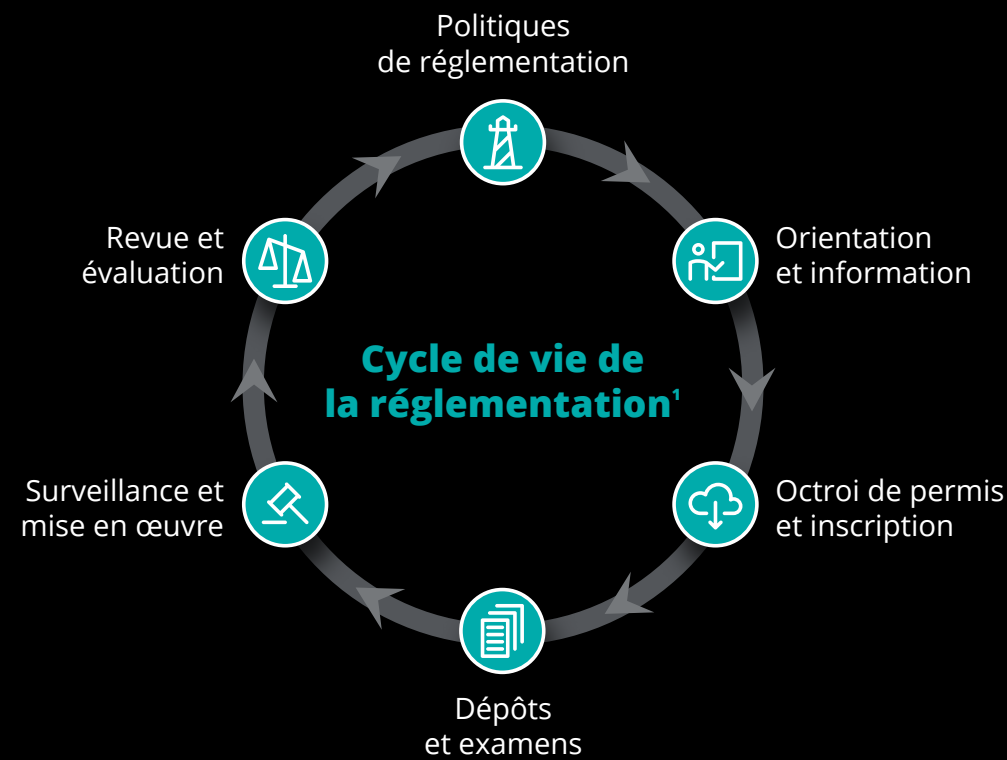 Politiques
de réglementation
Orientation
et information
Octroi de permis
et inscription
Dépôts
et examens
Surveillance et
mise en œuvre
Revue et
évaluation
Cycle de vie de
la réglementation¹